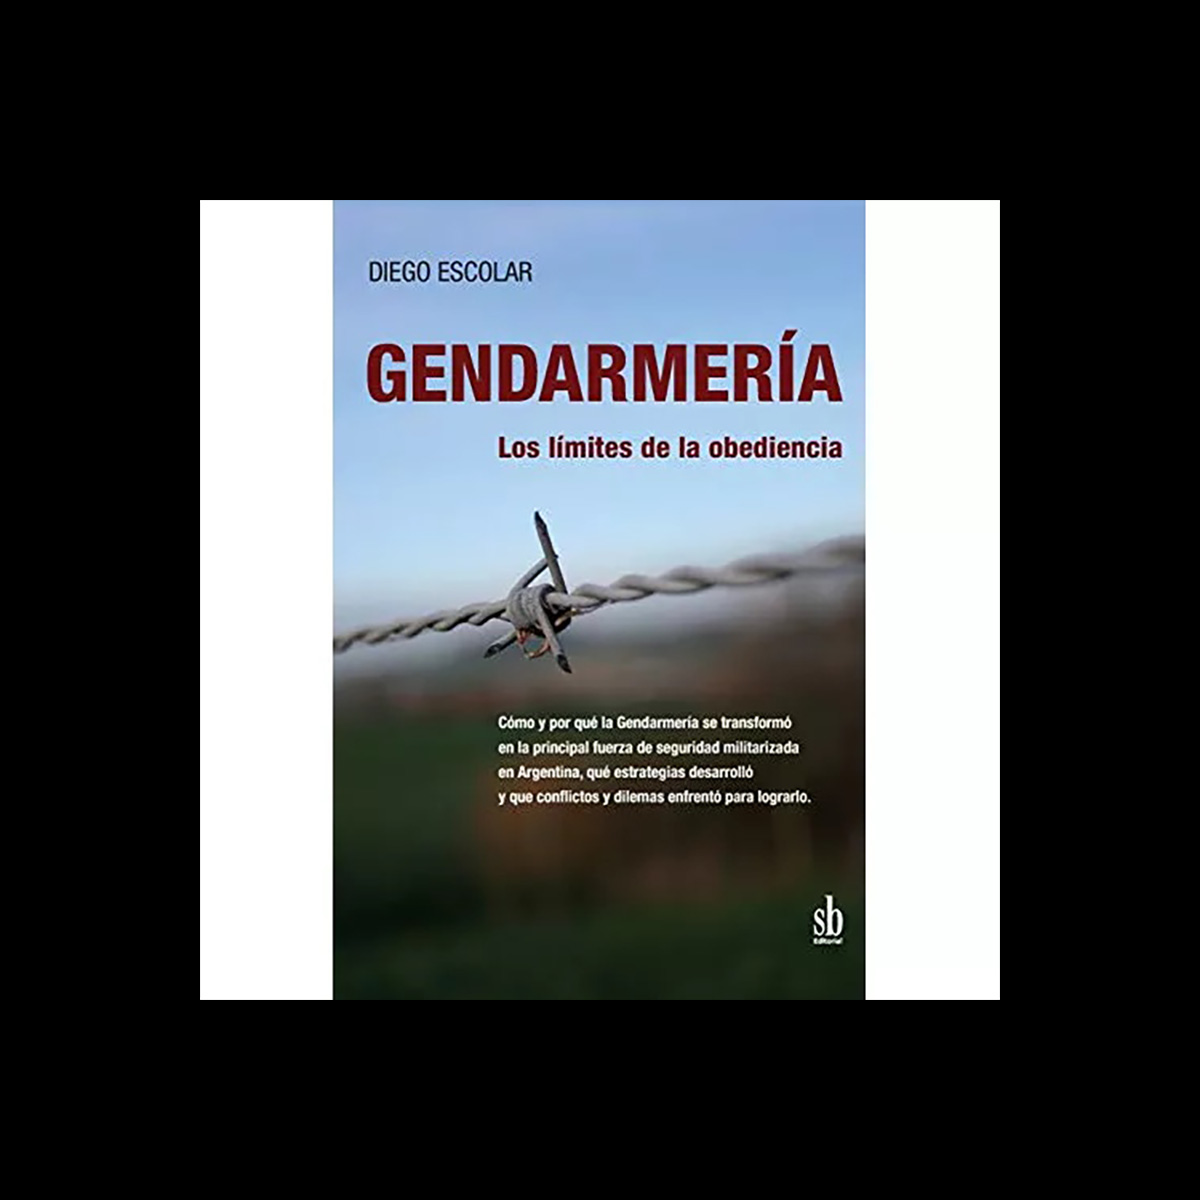 DIEGO ESCOLAR
GENDARMERÍA
Los límites de la obediencia
Cómo y por qué la Gendarmería se transformó
en la principal fuerza de seguridad militarizada
en Argentina, qué estrategias desarrolló
y que conflictos y dilemas enfrentó para lograrlo.
sb
Editorial